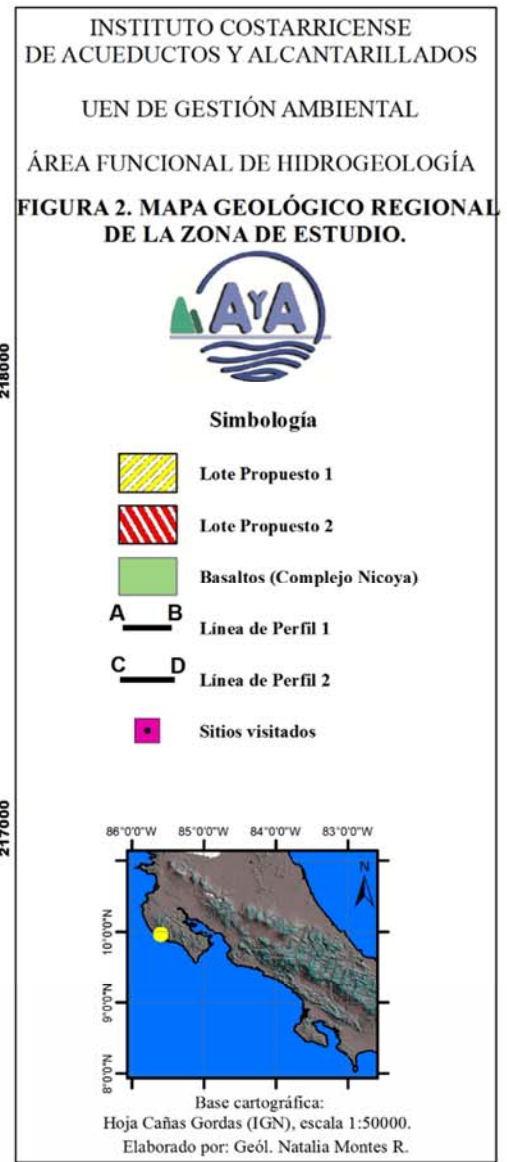 INSTITUTO COSTARRICENSE
DE ACUEDUCTOS Y ALCANTARILLADOS
UEN DE GESTIÓN AMBIENTAL
ÁREA FUNCIONAL DE HIDROGEOLOGÍA
FIGURA 2. MAPA GEOLÓGICO REGIONAL
DE LA ZONA DE ESTUDIO.
AYA
218000
Simbología
Lote Propuesto 1
Lote Propuesto 2
Basaltos (Complejo Nicoya)
A B
Línea de Perfil 1
C D
Línea de Perfil 2
Sitios visitados
217000
86°0'0"W 85°0'0"W 84°0'0"W 83°0'0"W
N
10°0'0"N
9°0'0"N
8°0'0"N
Base cartográfica:
Hoja Cañas Gordas (IGN), escala 1:50000.
Elaborado por: Geól. Natalia Montes R.